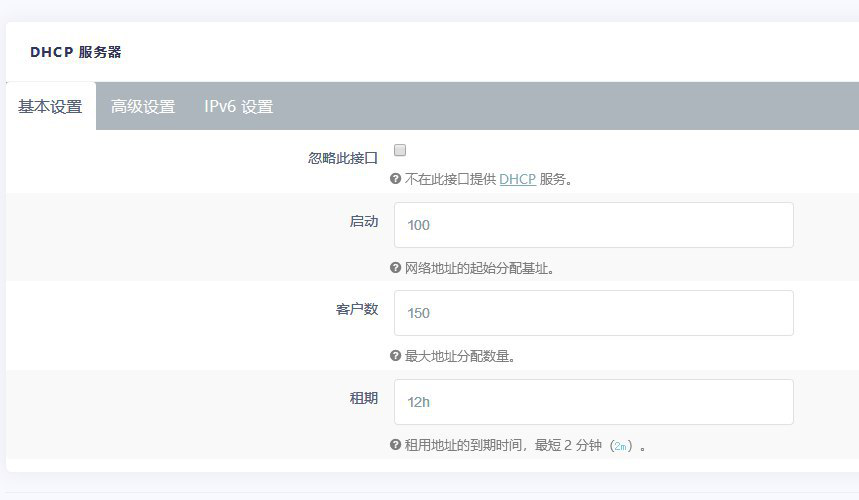 DHCP 服务器
基本设置 高级设置 IPv6 设置
忽略此接口
不在此接口提供 DHCP 服务。
启动 100
网络地址的起始分配基址。
客户数 150
最大地址分配数量。
租期 12h
租用地址的到期时间，最短 2 分钟（2m）。